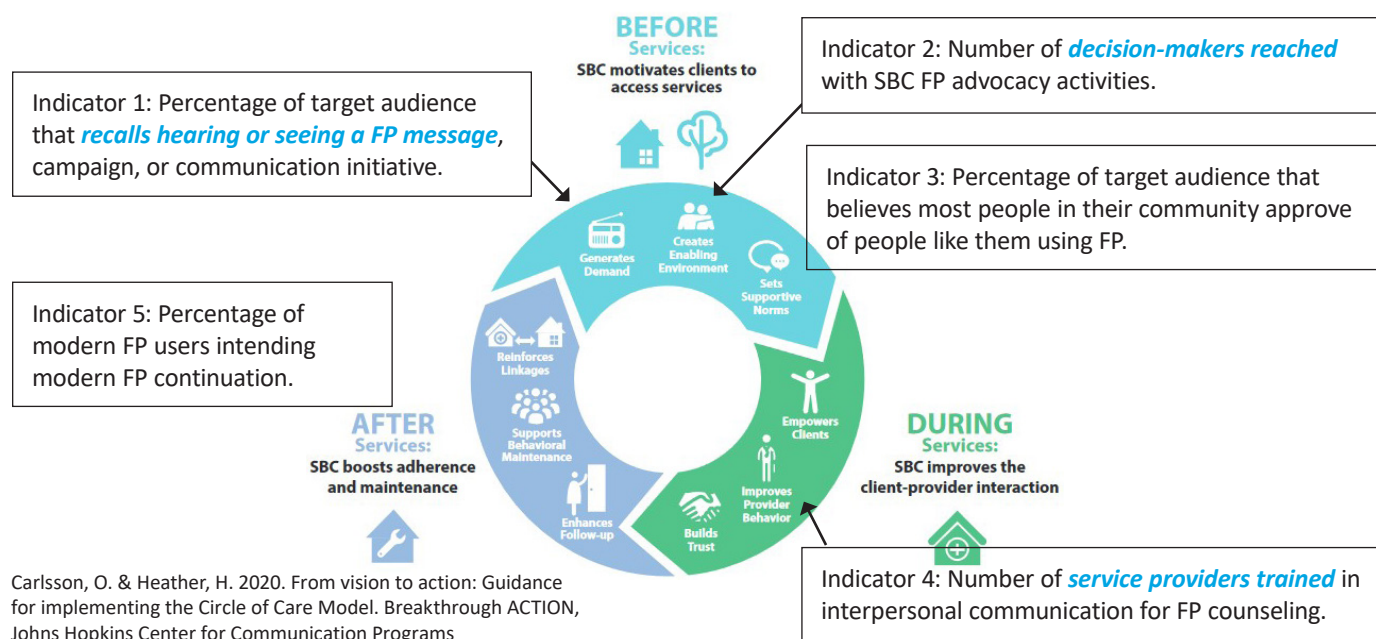 BEFORE
Services:
SBC motivates clients to
access services
Indicator 1: Percentage of target audience
that recalls hearing or seeing a FP message,
campaign, or communication initiative.
Indicator 2: Number of decision-makers reached
with SBC FP advocacy activities.
Indicator 3: Percentage of target audience that
believes most people in their community approve
of people like them using FP.
Generates
Demand
Creates
Enabling
Environment
Sets
Supportive
Norms
Indicator 5: Percentage of
modern FP users intending
modern FP continuation.
Reinforces
Linkages
Supports
Behavioral
Maintenance
Enhances
Follow-up
Empowers
Clients
Improves
Provider
Behavior
Builds
Trust
AFTER
Services:
SBC boosts adherence
and maintenance
DURING
Services:
SBC improves the
client-provider interaction
Indicator 4: Number of service providers trained in
interpersonal communication for FP counseling.
Carlsson, O. & Heather, H. 2020. From vision to action: Guidance
for implementing the Circle of Care Model. Breakthrough ACTION,
Johns Hopkins Center for Communication Programs